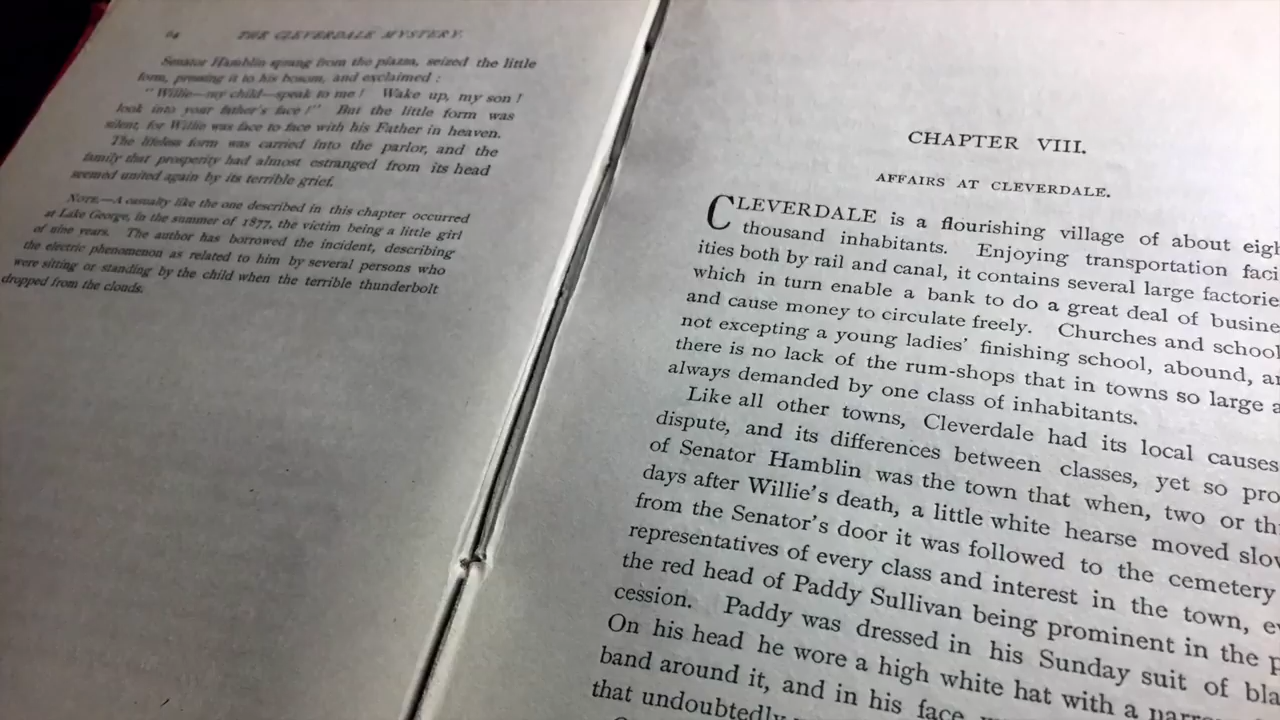 64 THE CLEVERDALE MYSTERY.
Senator Hamblin sprang from the piazza, seized the little
form, pressing it to his bosom, and exclaimed :
“ Willie—my child—speak to me ! Wake up, my son !
look into your father’s face !” But the little form was
silent, for Willie was face to face with his Father in heaven.
The lifeless form was carried into the parlor, and the
family that prosperity had almost estranged from its head
seemed united again by its terrible grief.
NOTE.—A casualty like the one described in this chapter occurred
at Lake George, in the summer of 1877, the victim being a little girl
of nine years. The author has borrowed the incident, describing
the electric phenomenon as related to him by several persons who
were sitting or standing by the child when the terrible thunderbolt
dropped from the clouds.
CHAPTER VIII.
AFFAIRS AT CLEVERDALE.
CLEVERDALE is a flourishing village of about eigh
thousand inhabitants. Enjoying transportation faci
ities both by rail and canal, it contains several large factorie
which in turn enable a bank to do a great deal of busine
and cause money to circulate freely. Churches and school
not excepting a young ladies’ finishing school, abound, a
there is no lack of the rum-shops that in towns so large a
always demanded by one class of inhabitants.
Like all other towns, Cleverdale had its local causes
dispute, and its differences between classes, yet so pro
of Senator Hamblin was the town that when, two or th
days after Willie’s death, a little white hearse moved slov
from the Senator’s door it was followed to the cemetery
representatives of every class and interest in the town, ev
the red head of Paddy Sullivan being prominent in the p
cession. Paddy was dressed in his Sunday suit of bla
On his head he wore a high white hat with a narr
band around it, and in his face
that undoubtedly